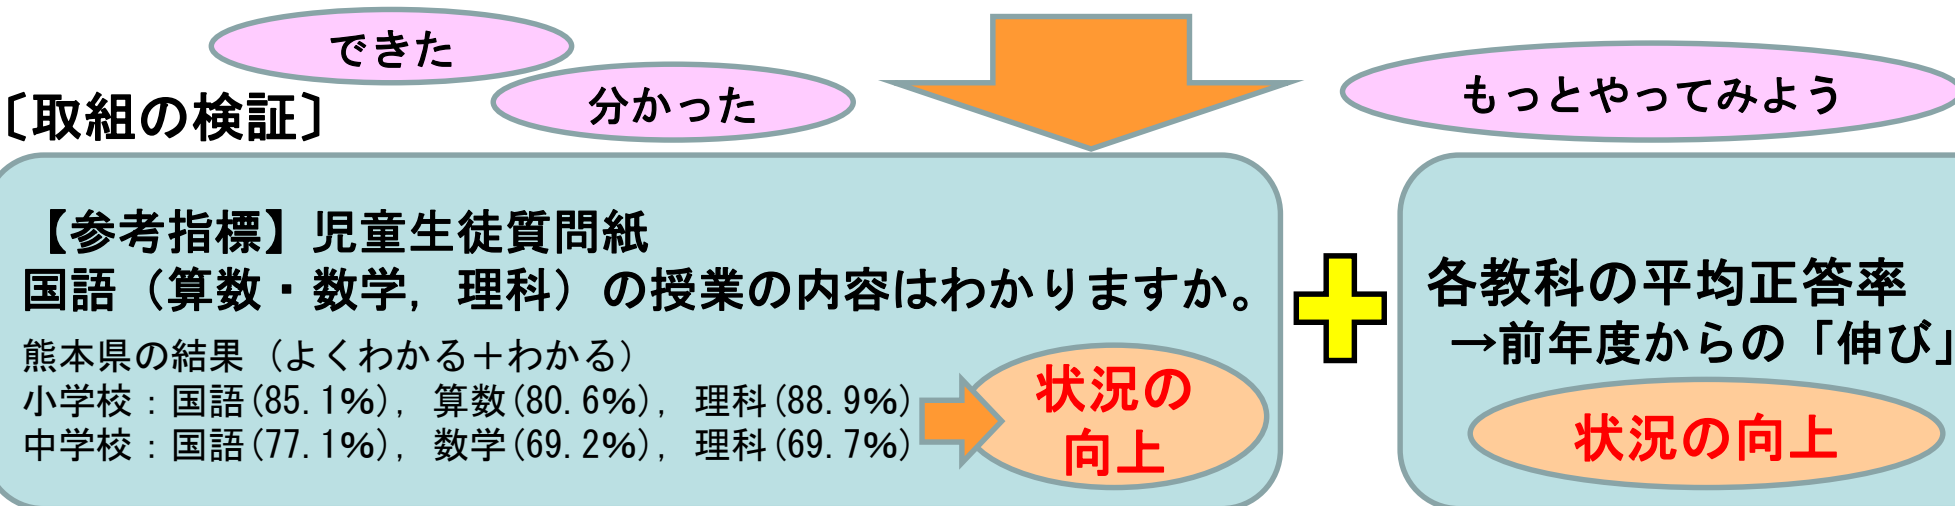 できた
分かった
もっとやってみよう
〔取組の検証〕
【参考指標】児童生徒質問紙
国語（算数・数学，理科）の授業の内容はわかりますか。
熊本県の結果（よくわかる＋わかる）
小学校：国語(85.1%)，算数(80.6%)，理科(88.9%)
中学校：国語(77.1%)，数学(69.2%)，理科(69.7%)
状況の
向上
各教科の平均正答率
→前年度からの「伸び」
状況の向上